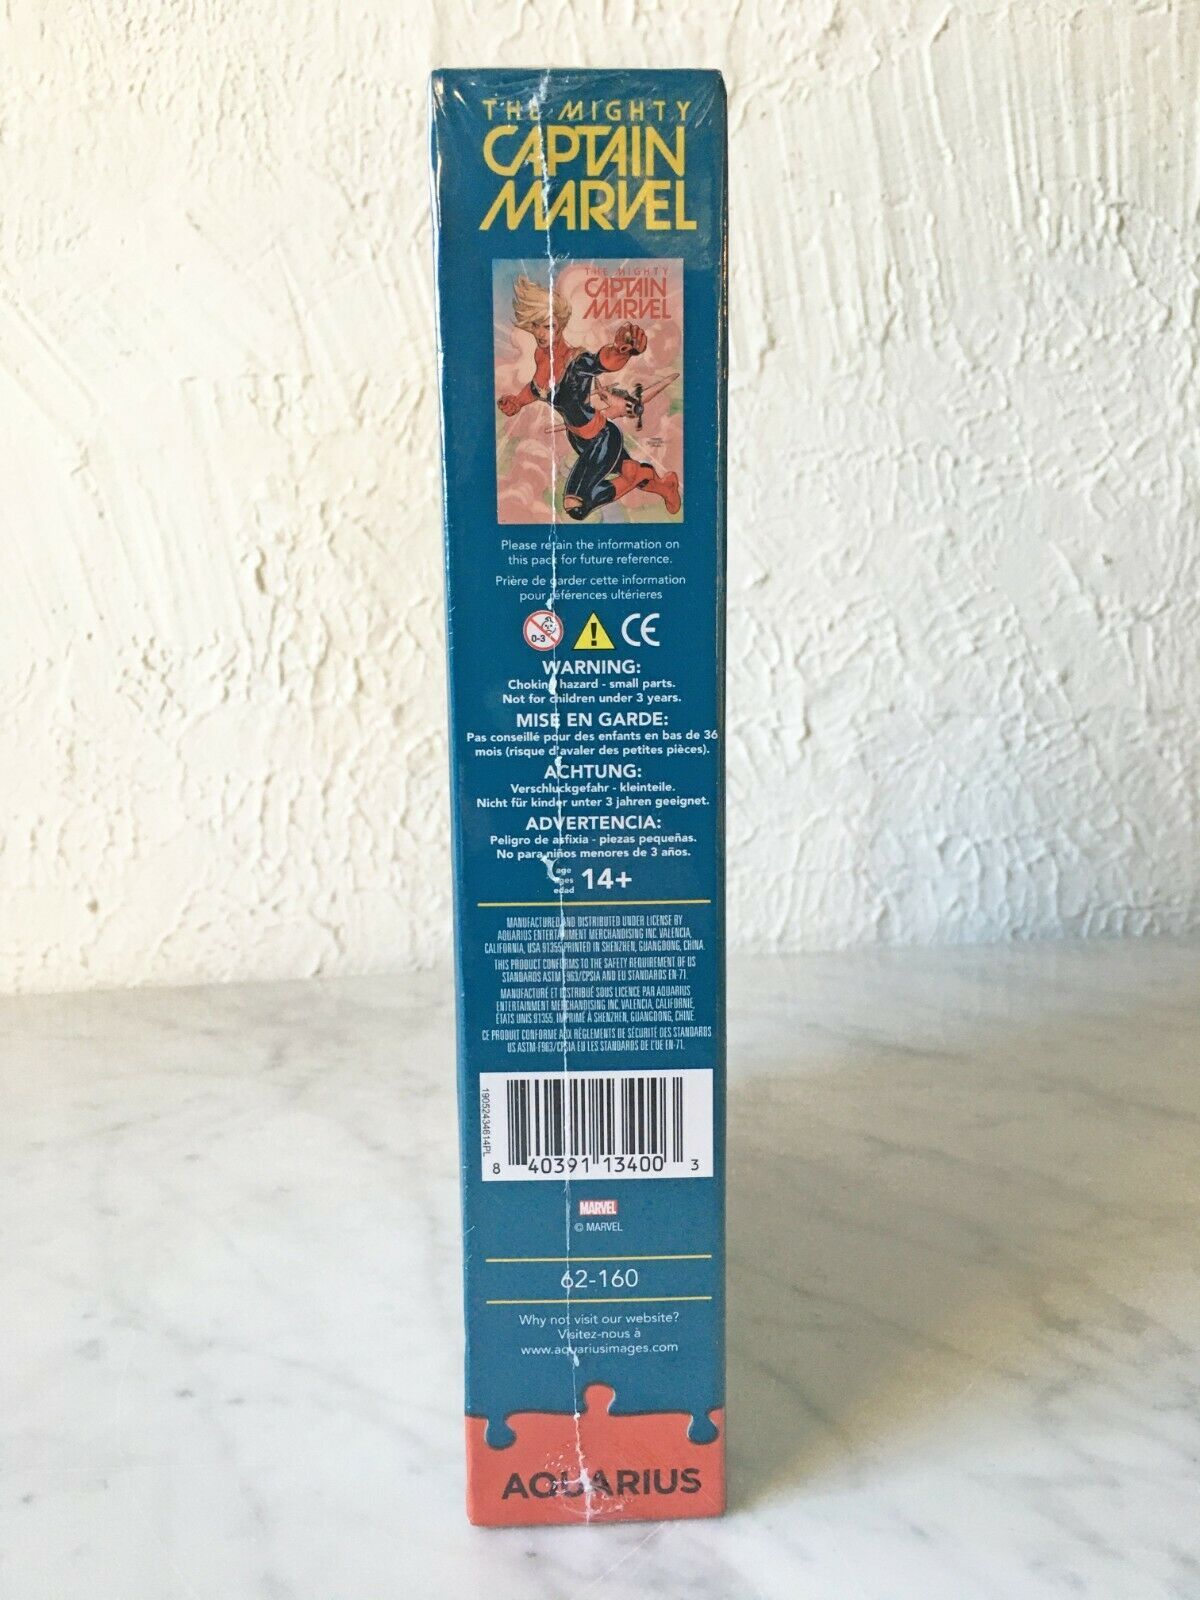 THE MIGHTY
CAPTAIN
MARVEL
THE MIGHTY
CAPTAIN
MARVEL
Please retain the information on
this pack for future reference.
Prière de garder cette information
pour références ultérieures
0-3
CE
WARNING:
Choking hazard - small parts.
Not for children under 3 years.
MISE EN GARDE:
Pas conseillé pour des enfants en bas de 36
mois (risque d'avaler des petites pièces).
ACHTUNG:
Verschluckgefahr - kleinteile.
Nicht für kinder unter 3 jahren geeignet.
ADVERTENCIA:
Peligro de asfixia - piezas pequeñas.
No para niños menores de 3 años.
age
ages
edad
14+
MANUFACTURED AND DISTRIBUTED UNDER LICENSE BY
AQUARIUS ENTERTAINMENT MERCHANDISING INC. VALENCIA,
CALIFORNIA, USA 91355 PRINTED IN SHENZHEN, GUANGDONG, CHINA.
THIS PRODUCT CONFORMS TO THE SAFETY REQUIREMENT OF US
STANDARDS ASTM F963/CPSIA AND EU STANDARDS EN-71.
MANUFACTURÉ ET DISTRIBUÉ SOUS LICENCE PAR AQUARIUS
ENTERTAINMENT MERCHANDISING INC, VALENCIA, CALIFORNIE,
ÉTATS UNIS 91355, IMPRIMÉ À SHENZHEN, GUANGDONG, CHINE.
CE PRODUIT CONFORME AUX RÈGLEMENTS DE SÉCURITÉ DES STANDARDS
US ASTM-F963/CPSIA EU LES STANDARDS DE L'UE EN-71.
19052434614PL
8 40391 13400 3
MARVEL
© MARVEL
62-160
Why not visit our website?
Visitez-nous à
www.aquariusimages.com
AQUARIUS